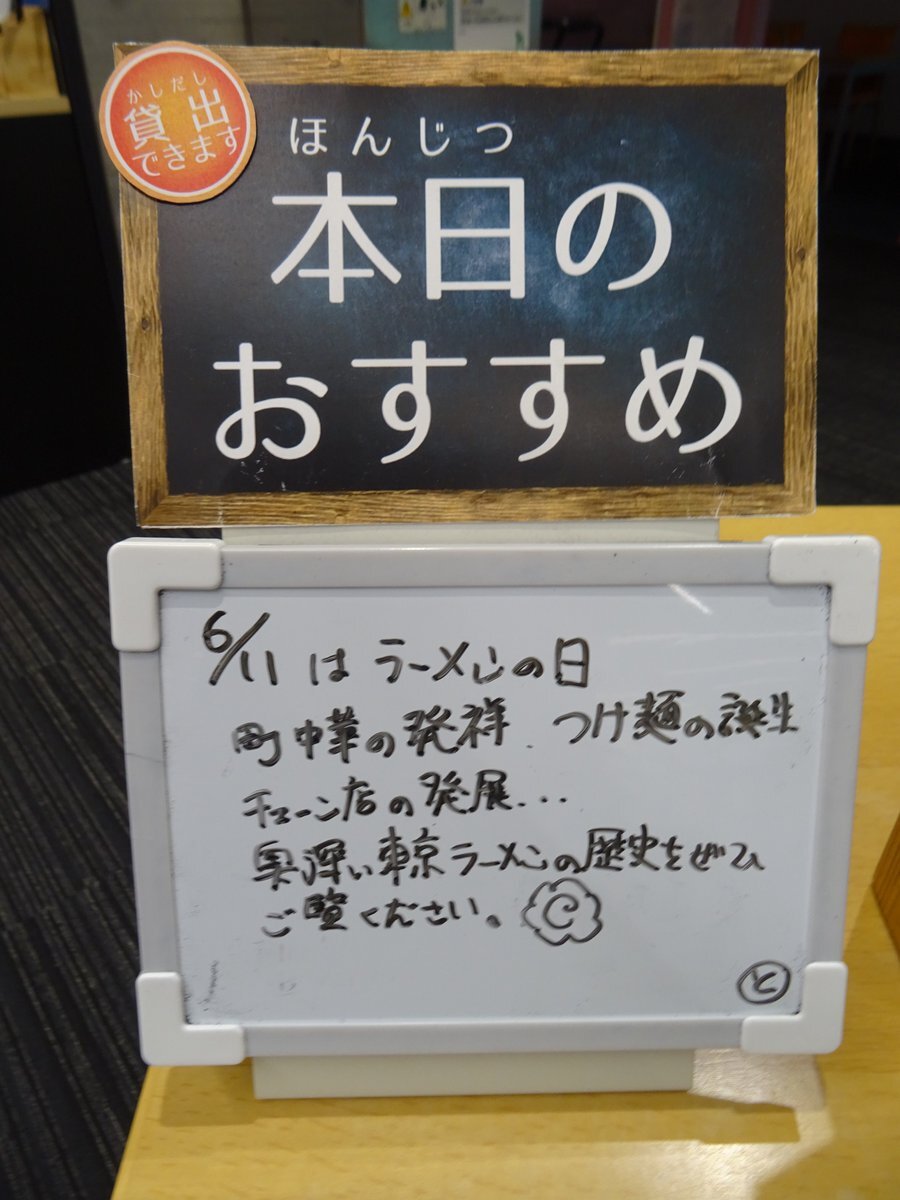 かしだし
貸出
できます
ほんじつ
本日の
おすすめ
6/11 は ラーメンの日
町中華の発祥、つけ麺の誕生
チェーン店の発展...
奥深い東京ラーメンの歴史をぜひ
ご覧ください。
と